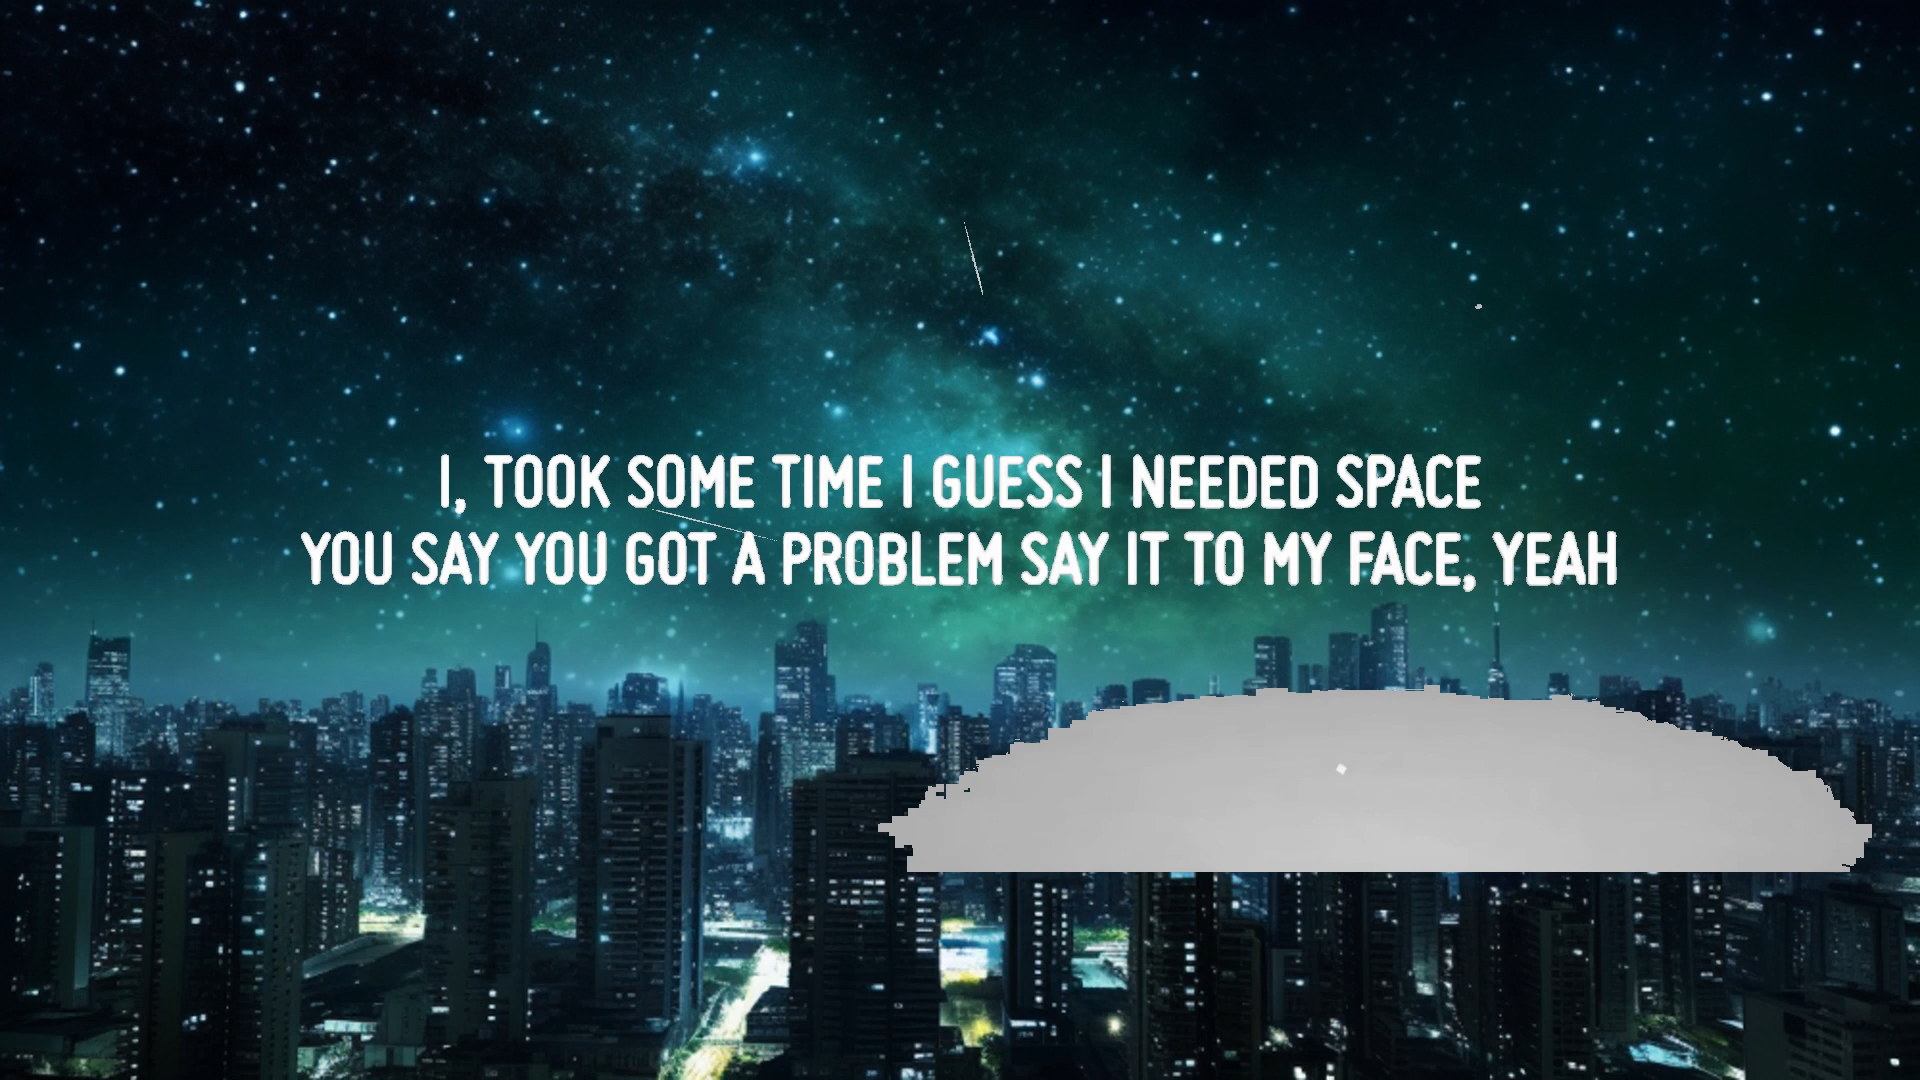 I, TOOK SOME TIME I GUESS I NEEDED SPACE
YOU SAY YOU GOT A PROBLEM SAY IT TO MY FACE, YEAH